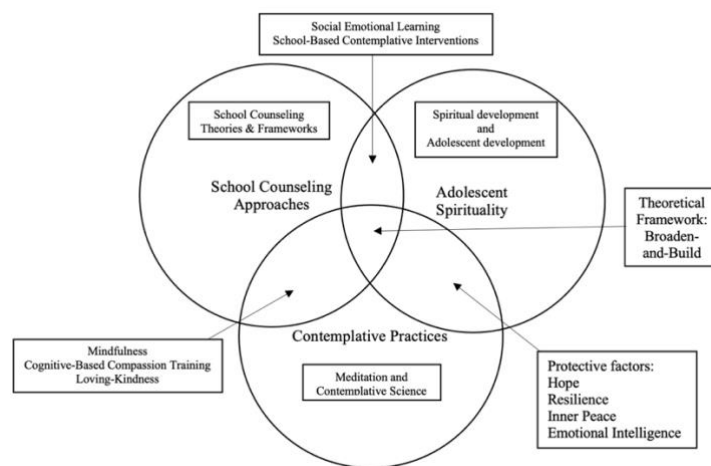 Social Emotional Learning
School-Based Contemplative Interventions
School Counseling
Theories & Frameworks
Spiritual development
and
Adolescent development
School Counseling
Approaches
Adolescent
Spirituality
Theoretical
Framework:
Broaden-
and-Build
Contemplative Practices
Mindfulness
Cognitive-Based Compassion Training
Loving-Kindness
Meditation and
Contemplative Science
Protective factors:
Hope
Resilience
Inner Peace
Emotional Intelligence